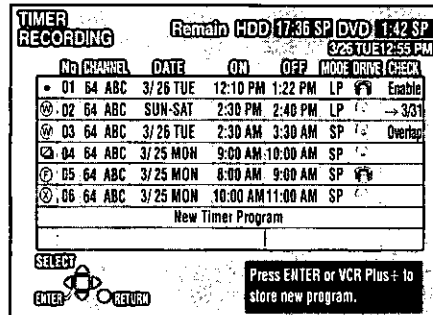 TIMER
RECORDING
Remain HDD 17:36 SP DVD 1:42 SP
3/26 TUE 12:55 PM
No CHANNEL DATE ON OFF MODE DRIVE CHECK
01 64 ABC 3/26 TUE 12:10 PM 1:22 PM LP Enable
W 02 64 ABC SUN-SAT 2:30 PM 2:40 PM LP → 3/31
W 03 64 ABC 3/26 TUE 2:30 AM 3:30 AM SP Overlap
04 64 ABC 3/25 MON 9:00 AM 10:00 AM SP
F 05 64 ABC 3/25 MON 8:00 AM 9:00 AM SP
X 06 64 ABC 3/25 MON 10:00 AM 11:00 AM SP
New Timer Program
SELECT
ENTER RETURN
Press ENTER or VCR Plus+ to
store new program.